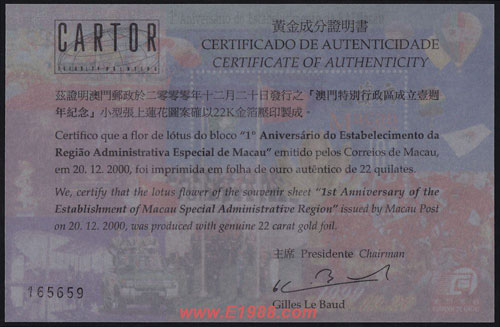 CARTOR
SECURITY PRINTERS
黃金成分證明書
CERTIFICADO DE AUTENTICIDADE
CERTIFICATE OF AUTHENTICITY
茲證明澳門郵政於二零零零年十二月二十日發行之「澳門特別行政區成立壹週
年紀念」小型張上蓮花圖案確以22K金箔壓印製成。
Certifico que a flor de lótus do bloco "1º Aniversário do Estabelecimento da
Região Administrativa Especial de Macau" emitido pelos Correios de Macau,
em 20. 12. 2000, foi imprimida em folha de ouro autêntico de 22 quilates.
We, certify that the lotus flower of the souvenir sheet "1st Anniversary of the
Establishment of Macau Special Administrative Region" issued by Macau Post
on 20. 12. 2000, was produced with genuine 22 carat gold foil.
主席 Presidente Chairman
Gilles Le Baud
165659
www.E1988.com